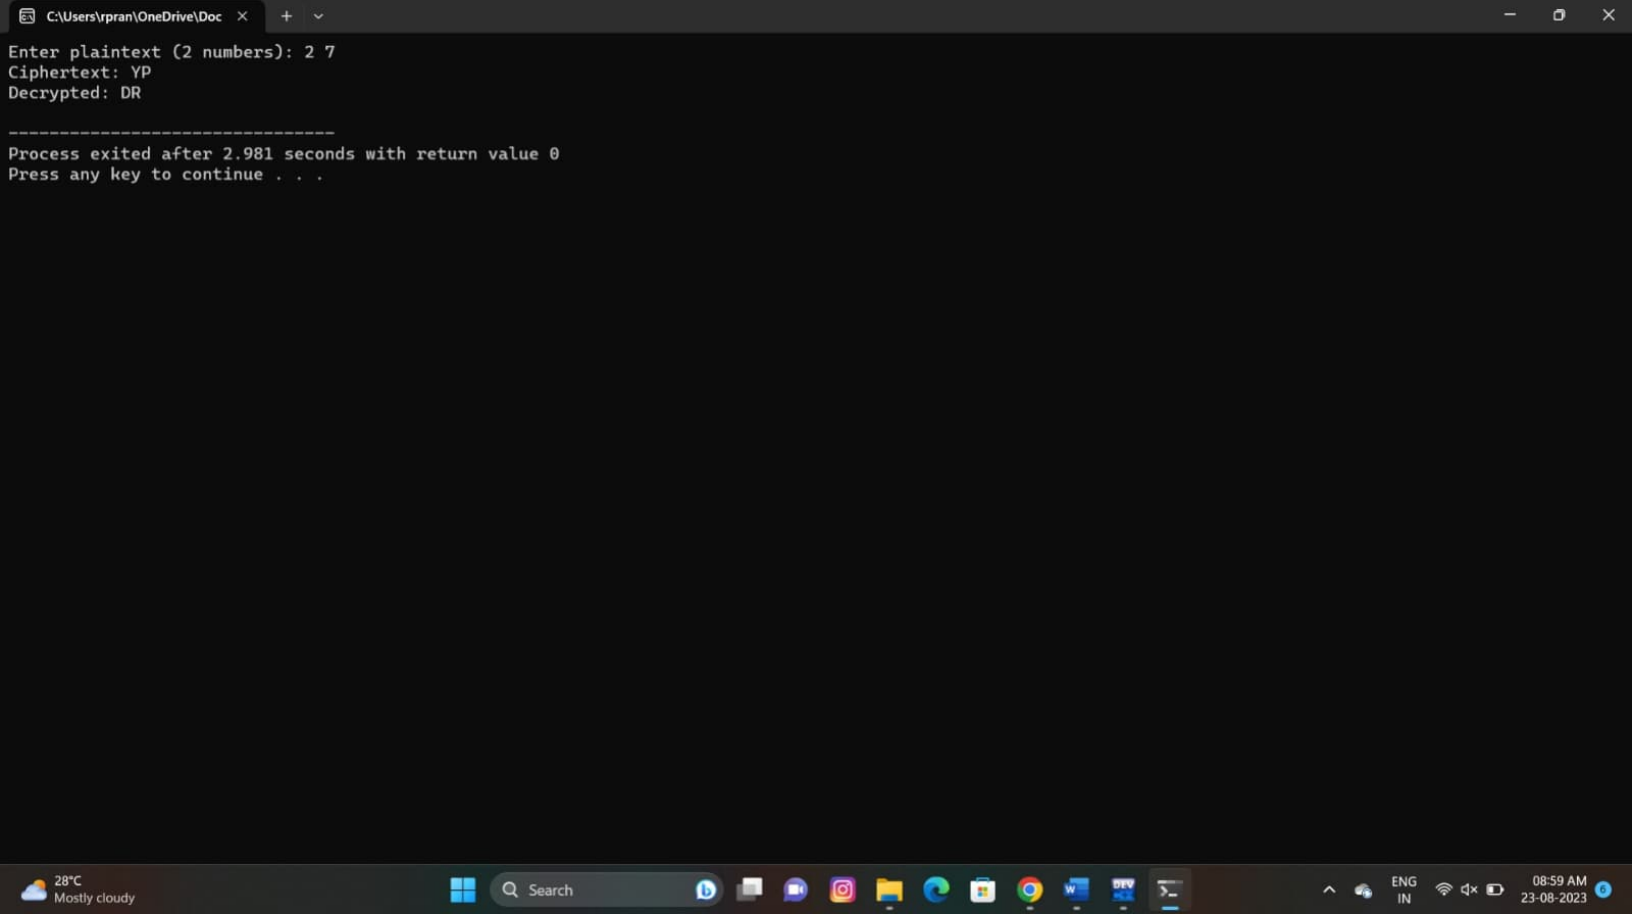 C:\Users\rpran\OneDrive\Doc
Enter plaintext (2 numbers): 2 7
Ciphertext: YP
Decrypted: DR
--------------------------------
Process exited after 2.981 seconds with return value 0
Press any key to continue . . .
28°C
Mostly cloudy
Search
DEV
ENG
IN
08:59 AM
23-08-2023
6